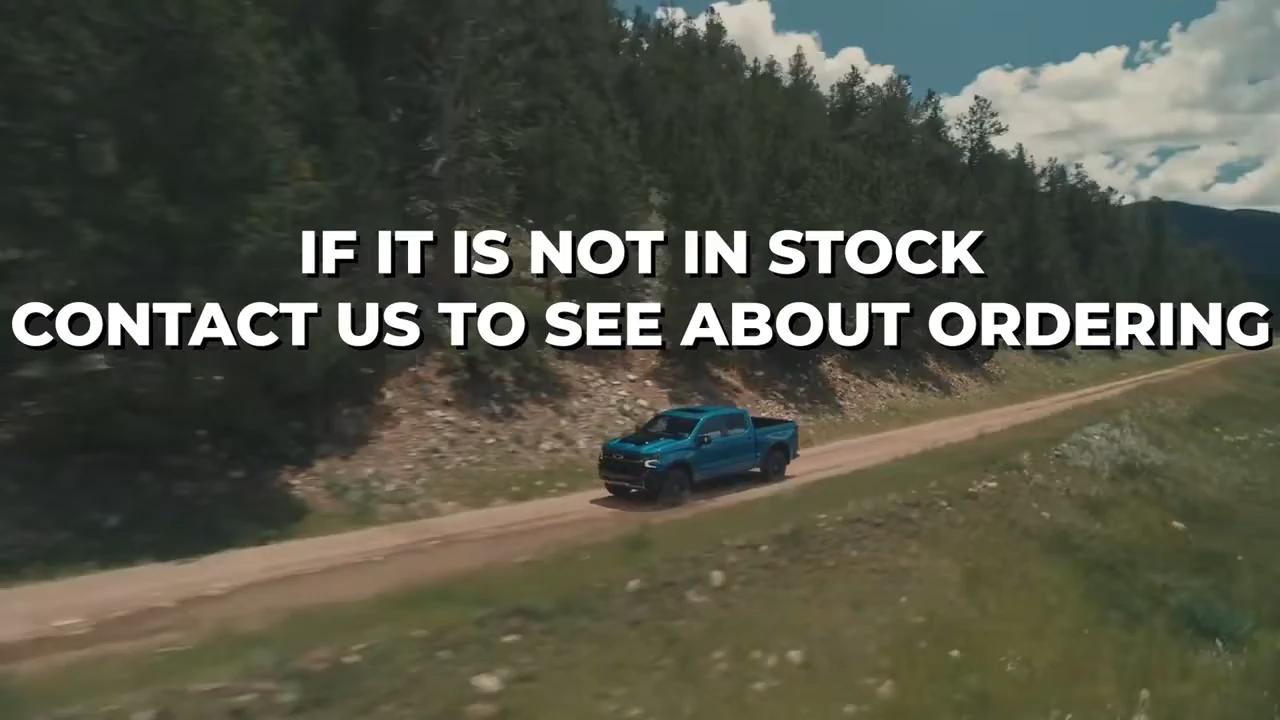 IF IT IS NOT IN STOCK
CONTACT US TO SEE ABOUT ORDERING